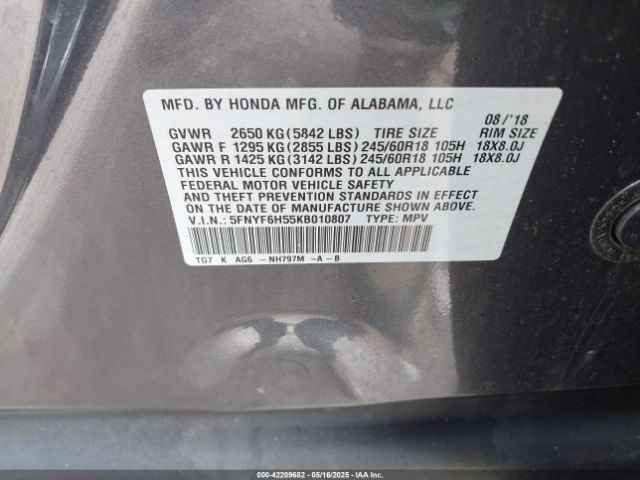 MFD. BY HONDA MFG. OF ALABAMA, LLC
08 /'18
GVWR 2650 KG(5842 LBS) TIRE SIZE RIM SIZE
GAWR F 1295 KG(2855 LBS)245/60R18 105H 18X8.0J
GAWR R 1425 KG(3142 LBS)245/60R18 105H 18X8.0J
THIS VEHICLE CONFORMS TO ALL APPLICABLE
FEDERAL MOTOR VEHICLE SAFETY
AND THEFT PREVENTION STANDARDS IN EFFECT
ON THE DATE OF MANUFACTURE SHOWN ABOVE.
V.I.N.: 5FNYF6H55KB010807 TYPE: MPV
TG7 K AG6 -NH797M -A-B
000-42209682 - 05/16/2025 - IAA Inc.